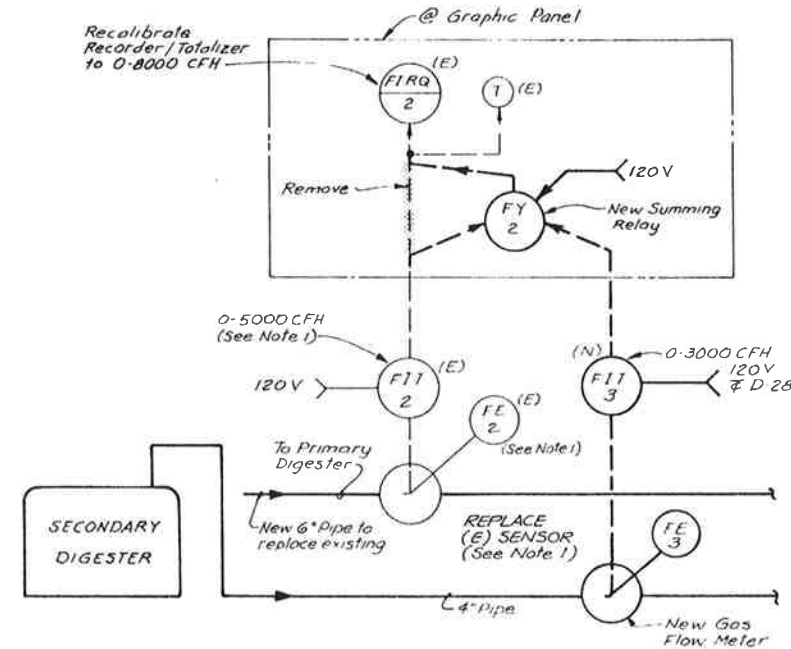 @ Graphic Panel
Recalibrate
Recorder/Totalizer
to 0-8000 CFH
FIRQ
2
(E)
T
(E)
Remove
120V
FY
2
New Summing
Relay
0-5000 CFH
(See Note 1)
(E)
120V
FIT
2
FE
2
(E)
(See Note 1)
(N)
0-3000 CFH
FIT
3
120V
D-28
To Primary
Digester
SECONDARY
DIGESTER
New 6" Pipe to
replace existing
REPLACE
(E) SENSOR
(See Note 1)
FE
3
4" Pipe
New Gas
Flow Meter